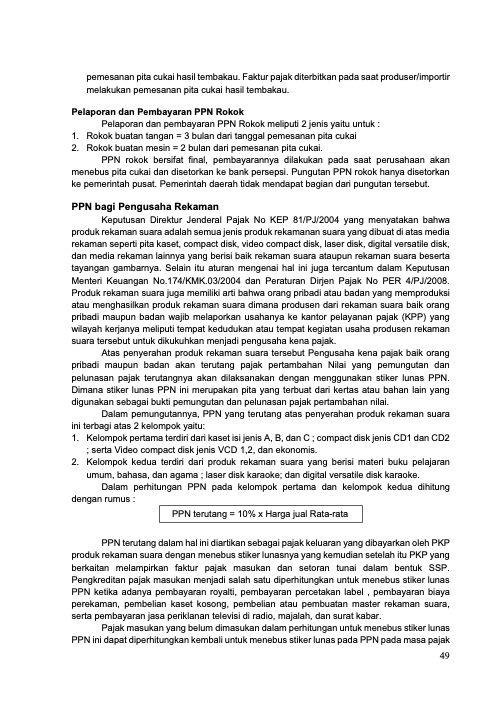 pemesanan pita cukai hasil tembakau. Faktur pajak diterbitkan pada saat produser/importir
melakukan pemesanan pita cukai hasil tembakau.
Pelaporan dan Pembayaran PPN Rokok
Pelaporan dan pembayaran PPN Rokok meliputi 2 jenis yaitu untuk :
1. Rokok buatan tangan = 3 bulan dari tanggal pemesanan pita cukai
2. Rokok buatan mesin = 2 bulan dari pemesanan pita cukai.
PPN rokok bersifat final, pembayarannya dilakukan pada saat perusahaan akan
menebus pita cukai dan disetorkan ke bank persepsi. Pungutan PPN rokok hanya disetorkan
ke pemerintah pusat. Pemerintah daerah tidak mendapat bagian dari pungutan tersebut.
PPN bagi Pengusaha Rekaman
Keputusan Direktur Jenderal Pajak No KEP 81/PJ/2004 yang menyatakan bahwa
produk rekaman suara adalah semua jenis produk rekamanan suara yang dibuat di atas media
rekaman seperti pita kaset, compact disk, video compact disk, laser disk, digital versatile disk,
dan media rekaman lainnya yang berisi baik rekaman suara ataupun rekaman suara beserta
tayangan gambarnya. Selain itu aturan mengenai hal ini juga tercantum dalam Keputusan
Menteri Keuangan No.174/KMK.03/2004 dan Peraturan Dirjen Pajak No PER 4/PJ/2008.
Produk rekaman suara juga memiliki arti bahwa orang pribadi atau badan yang memproduksi
atau menghasilkan produk rekaman suara dimana produsen dari rekaman suara baik orang
pribadi maupun badan wajib melaporkan usahanya ke kantor pelayanan pajak (KPP) yang
wilayah kerjanya meliputi tempat kedudukan atau tempat kegiatan usaha produsen rekaman
suara tersebut untuk dikukuhkan menjadi pengusaha kena pajak.
Atas penyerahan produk rekaman suara tersebut Pengusaha kena pajak baik orang
pribadi maupun badan akan terutang pajak pertambahan Nilai yang pemungutan dan
pelunasan pajak terutangnya akan dilaksanakan dengan menggunakan stiker lunas PPN.
Dimana stiker lunas PPN ini merupakan pita yang terbuat dari kertas atau bahan lain yang
digunakan sebagai bukti pemungutan dan pelunasan pajak pertambahan nilai.
Dalam pemungutannya, PPN yang terutang atas penyerahan produk rekaman suara
ini terbagi atas 2 kelompok yaitu:
1. Kelompok pertama terdiri dari kaset isi jenis A, B, dan C ; compact disk jenis CD1 dan CD2
; serta Video compact disk jenis VCD 1,2, dan ekonomis.
2. Kelompok kedua terdiri dari produk rekaman suara yang berisi materi buku pelajaran
umum, bahasa, dan agama ; laser disk karaoke; dan digital versatile disk karaoke.
Dalam perhitungan PPN pada kelompok pertama dan kelompok kedua dihitung
dengan rumus :
PPN terutang = 10% x Harga jual Rata-rata
PPN terutang dalam hal ini diartikan sebagai pajak keluaran yang dibayarkan oleh PKP
produk rekaman suara dengan menebus stiker lunasnya yang kemudian setelah itu PKP yang
berkaitan melampirkan faktur pajak masukan dan setoran tunai dalam bentuk SSP.
Pengkreditan pajak masukan menjadi salah satu diperhitungkan untuk menebus stiker lunas
PPN ketika adanya pembayaran royalti, pembayaran percetakan label , pembayaran biaya
perekaman, pembelian kaset kosong, pembelian atau pembuatan master rekaman suara,
serta pembayaran jasa periklanan televisi di radio, majalah, dan surat kabar.
Pajak masukan yang belum dimasukan dalam perhitungan untuk menebus stiker lunas
PPN ini dapat diperhitungkan kembali untuk menebus stiker lunas pada PPN pada masa pajak
49